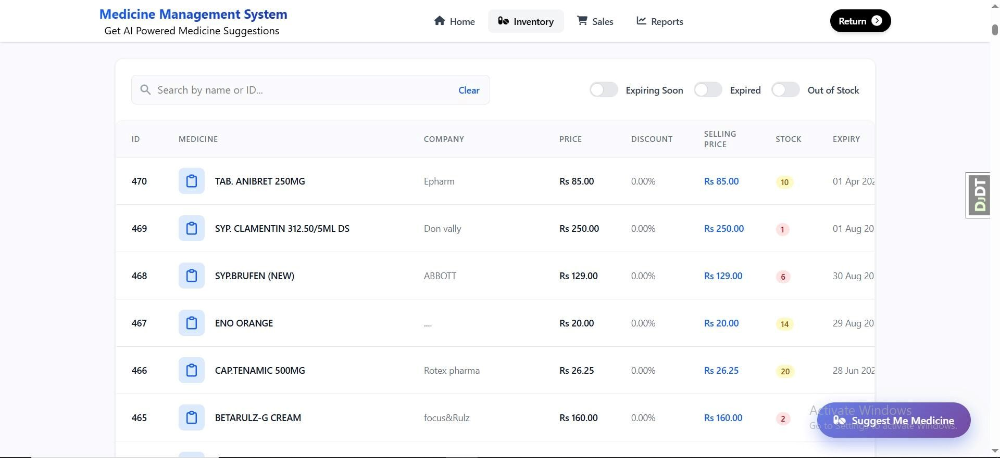 Medicine Management System
Get AI Powered Medicine Suggestions
Home Inventory Sales Reports
Return
Search by name or ID... Clear
Expiring Soon Expired Out of Stock
ID MEDICINE COMPANY PRICE DISCOUNT SELLING PRICE STOCK EXPIRY
470 TAB. ANIBRET 250MG Epharm Rs 85.00 0.00% Rs 85.00 10 01 Apr 202
469 SYP. CLAMENTIN 312.50/5ML DS Don vally Rs 250.00 0.00% Rs 250.00 1 01 Aug 20
468 SYP.BRUFEN (NEW) ABBOTT Rs 129.00 0.00% Rs 129.00 6 30 Aug 20
467 ENO ORANGE .... Rs 20.00 0.00% Rs 20.00 14 29 Aug 20
466 CAP.TENAMIC 500MG Rotex pharma Rs 26.25 0.00% Rs 26.25 20 28 Jun 202
465 BETARULZ-G CREAM focus&Rulz Rs 160.00 0.00% Rs 160.00 2
DjDT
Activate Windows
Go to Settings to activate Windows.
Suggest Me Medicine